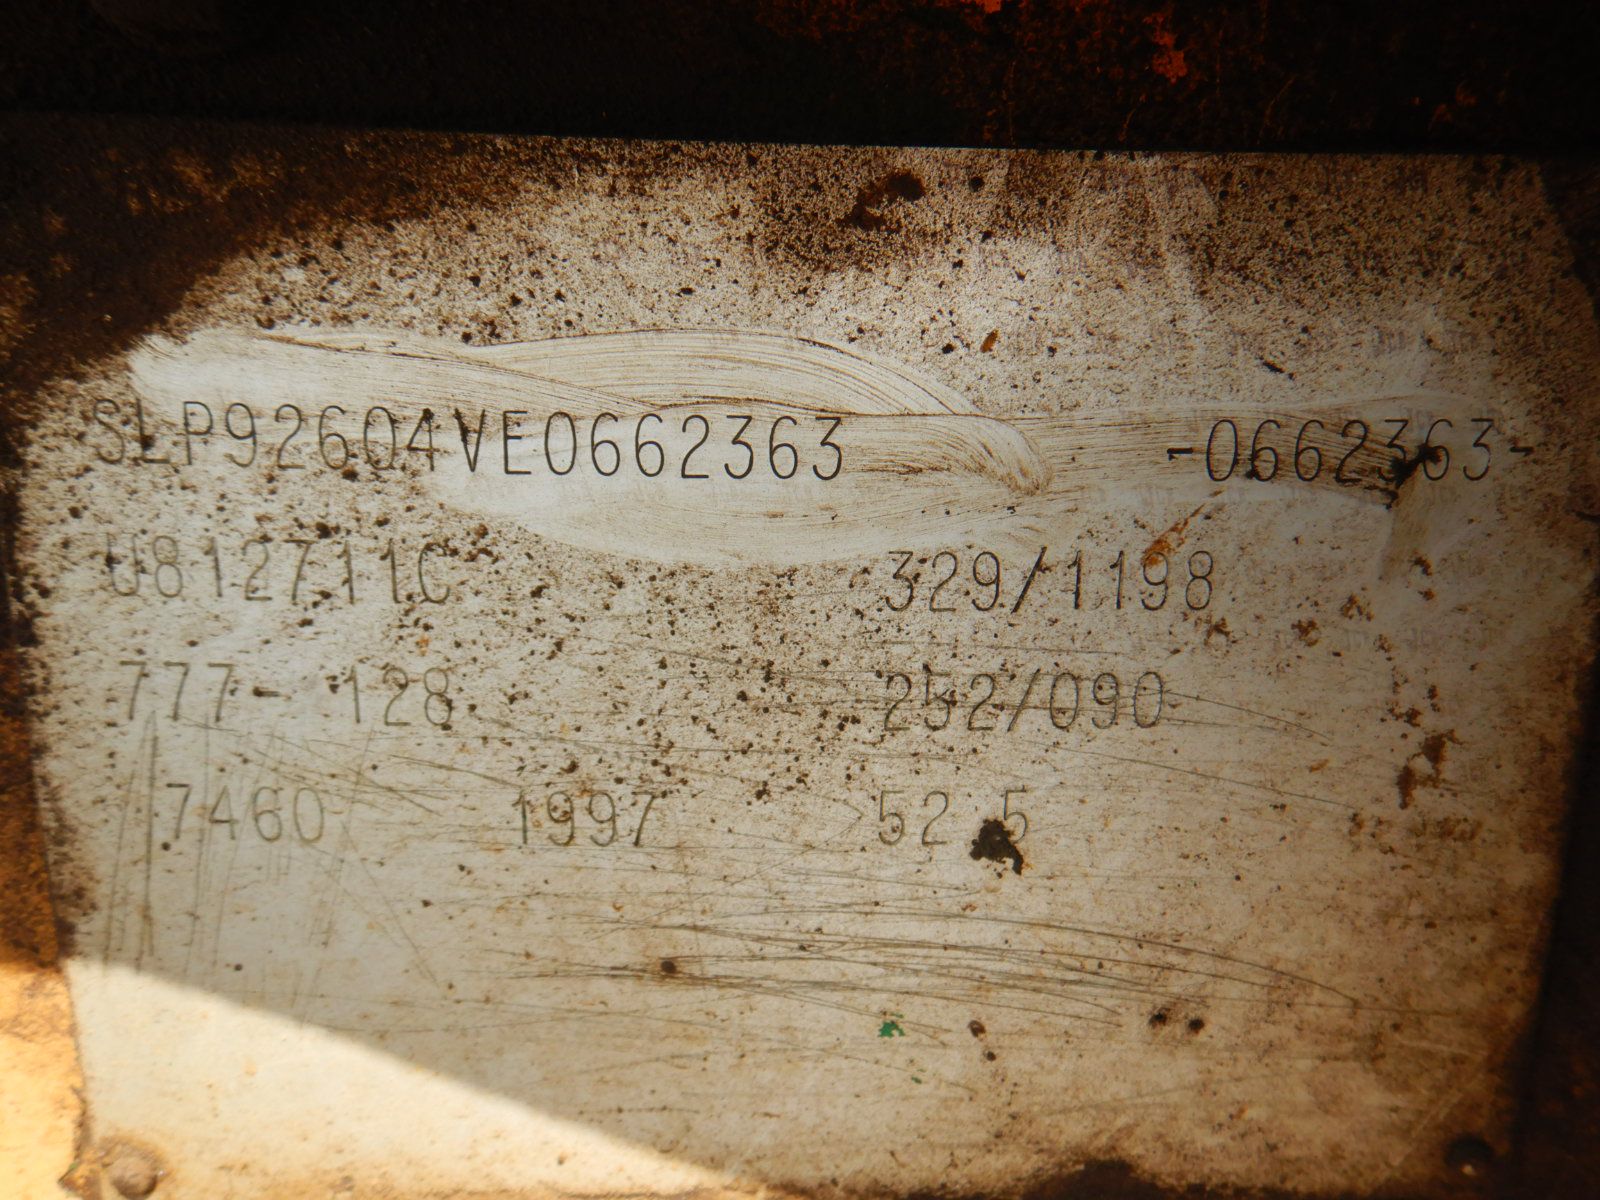 SLP92604VE0662363 -0662363-
U812711C 329/1198
777- 128 252/090
7460 1997 52.5